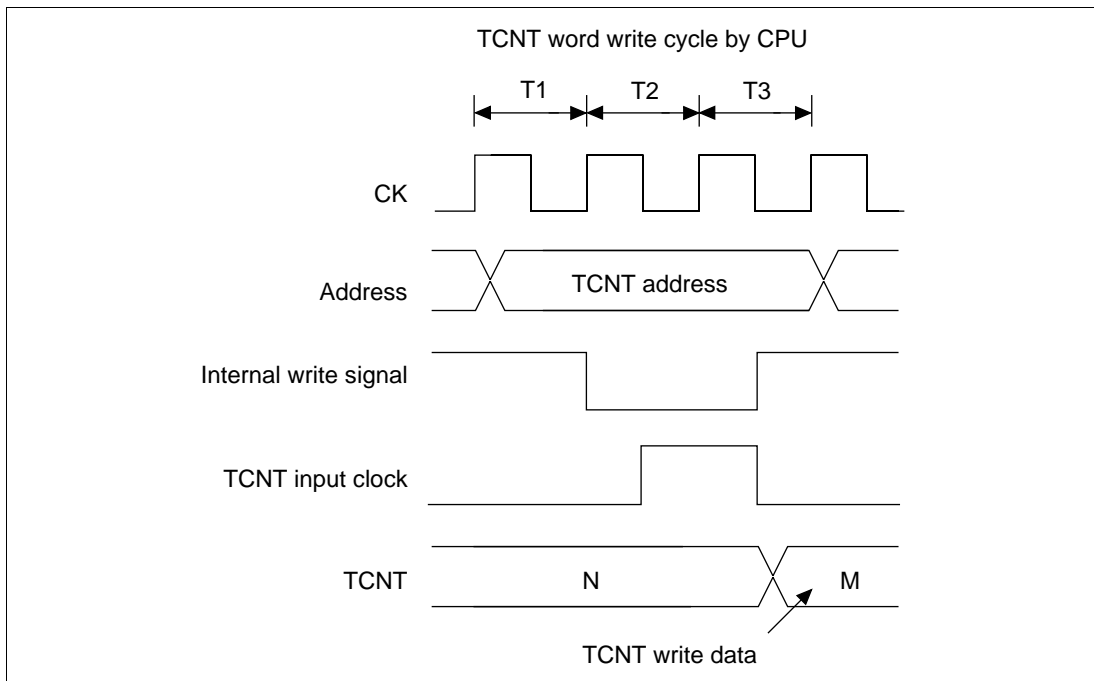 TCNT word write cycle by CPU
T1 T2 T3
CK
Address TCNT address
Internal write signal
TCNT input clock
TCNT N M
TCNT write data